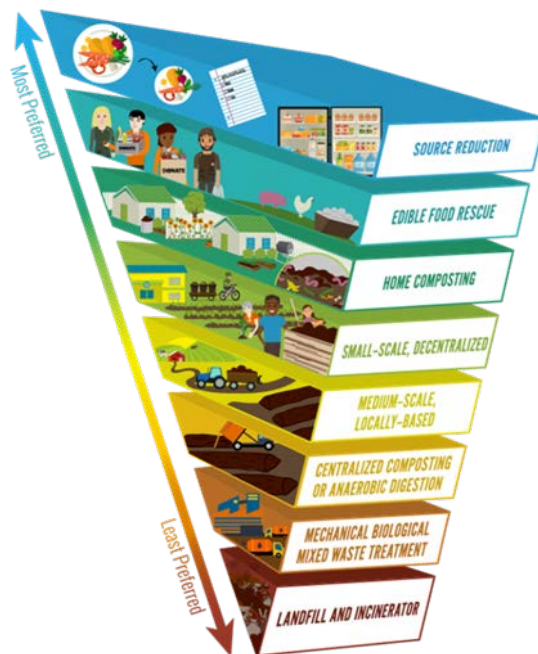 Most Preferred
SOURCE REDUCTION
DONATE
EDIBLE FOOD RESCUE
HOME COMPOSTING
SMALL-SCALE, DECENTRALIZED
MEDIUM-SCALE,
LOCALLY-BASED
CENTRALIZED COMPOSTING
OR ANAEROBIC DIGESTION
MECHANICAL BIOLOGICAL
MIXED WASTE TREATMENT
Least Preferred
LANDFILL AND INCINERATOR